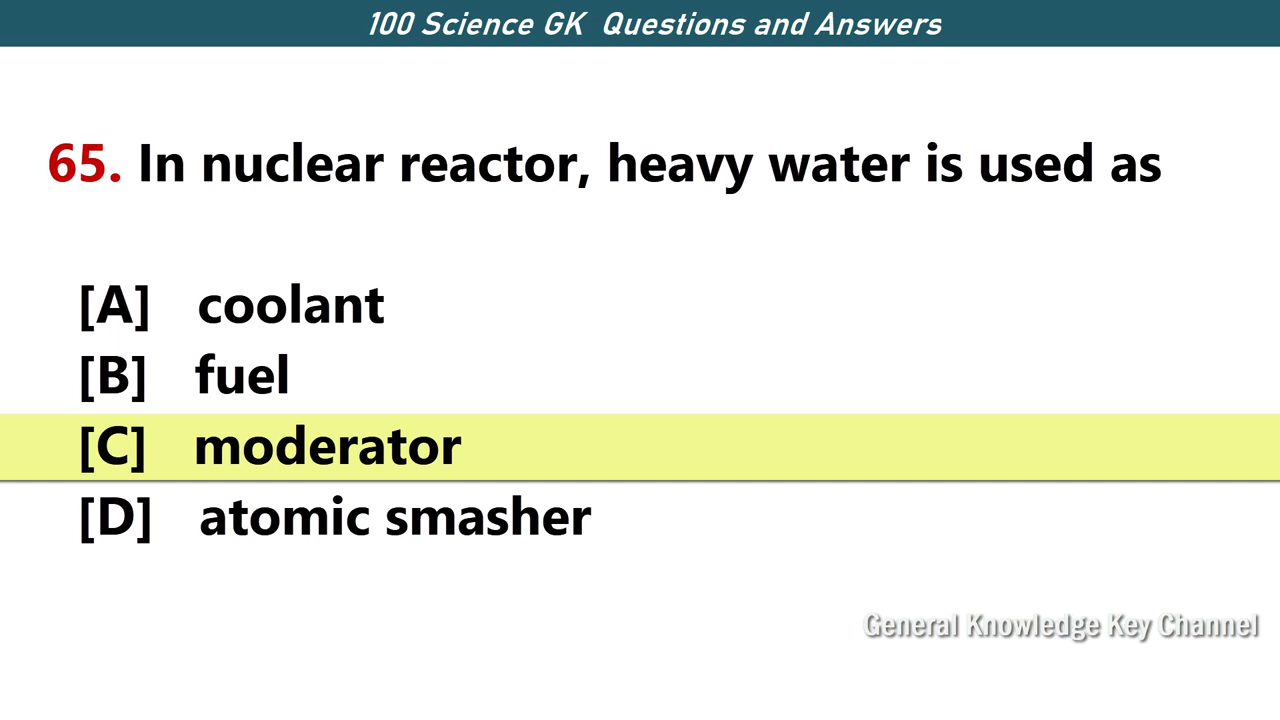 100 Science GK Questions and Answers
65. In nuclear reactor, heavy water is used as
[A] coolant
[B] fuel
[C] moderator
[D] atomic smasher
General Knowledge Key Channel